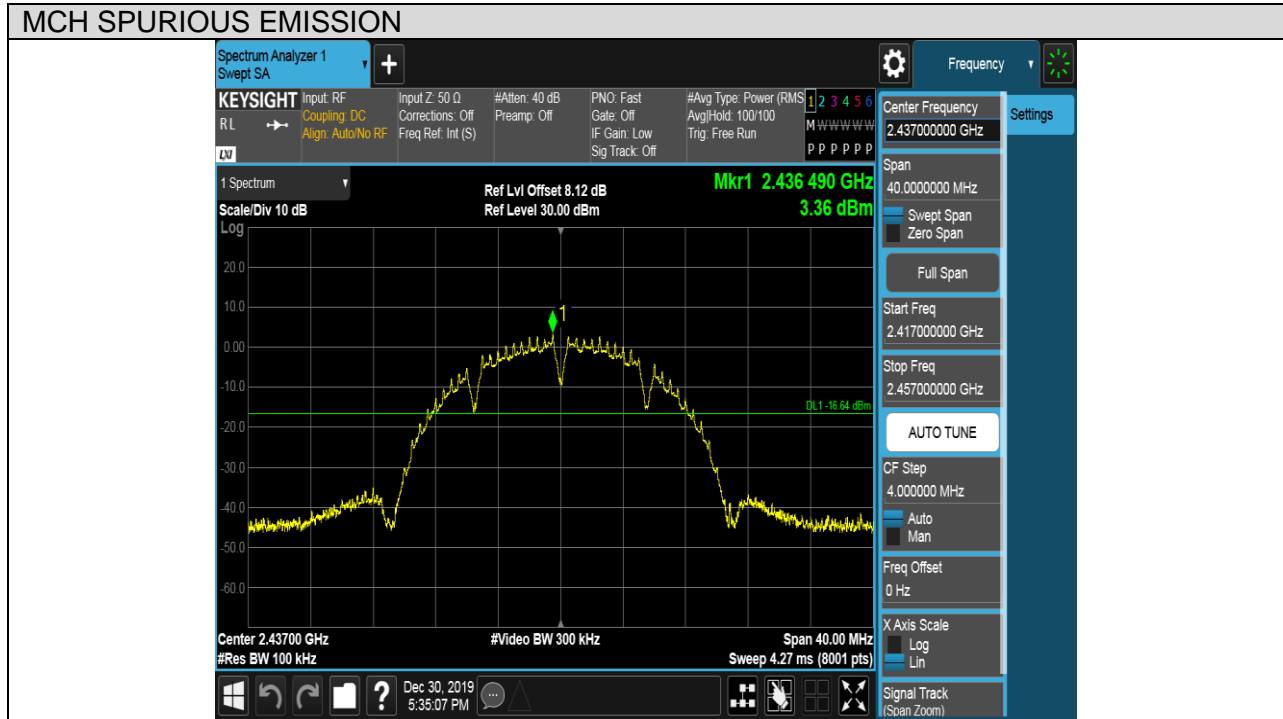 MCH SPURIOUS EMISSION
Spectrum Analyzer 1
Swept SA
+
Frequency
KEYSIGHT
RL
LXI
Input: RF
Coupling: DC
Align: Auto/No RF
Input Z: 50 Ω
Corrections: Off
Freq Ref: Int (S)
#Atten: 40 dB
Preamp: Off
PNO: Fast
Gate: Off
IF Gain: Low
Sig Track: Off
#Avg Type: Power (RMS
Avg|Hold: 100/100
Trig: Free Run
1 2 3 4 5 6
M W W W W W
P P P P P P
1 Spectrum
Scale/Div 10 dB
Log
Ref Lvl Offset 8.12 dB
Ref Level 30.00 dBm
Mkr1 2.436 490 GHz
3.36 dBm
20.0
10.0
0.00
-10.0
-20.0
-30.0
-40.0
-50.0
-60.0
1
DL1 -16.64 dBm
Center 2.43700 GHz
#Res BW 100 kHz
#Video BW 300 kHz
Span 40.00 MHz
Sweep 4.27 ms (8001 pts)
Center Frequency
2.437000000 GHz
Settings
Span
40.0000000 MHz
Swept Span
Zero Span
Full Span
Start Freq
2.417000000 GHz
Stop Freq
2.457000000 GHz
AUTO TUNE
CF Step
4.000000 MHz
Auto
Man
Freq Offset
0 Hz
X Axis Scale
Log
Lin
Signal Track
(Span Zoom)
?
Dec 30, 2019
5:35:07 PM